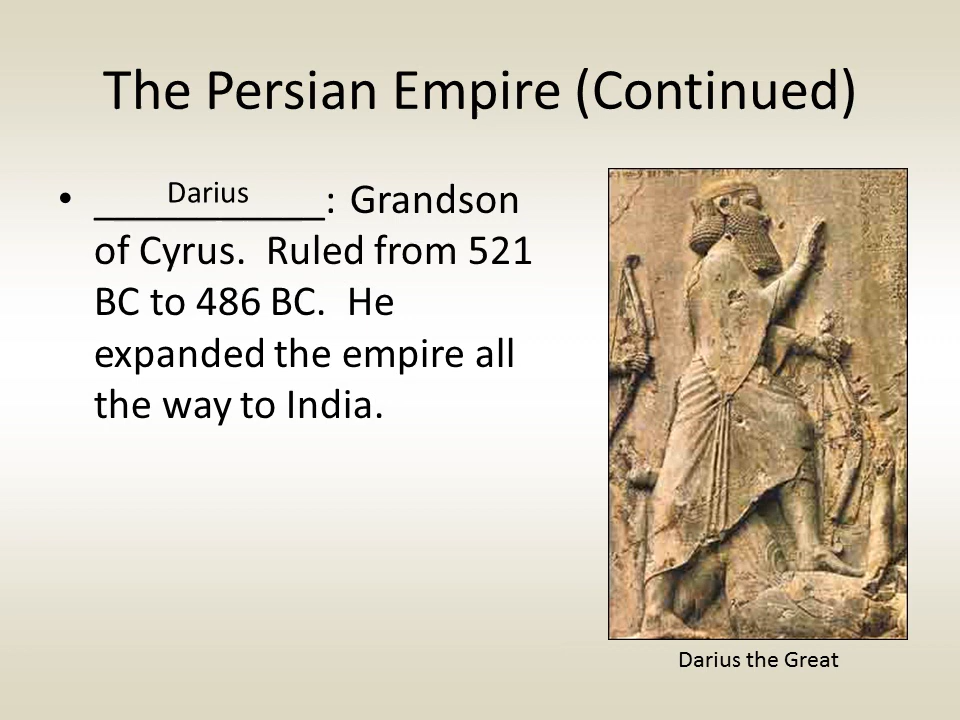 The Persian Empire (Continued)
• ___________: Grandson
Darius
of Cyrus.  Ruled from 521
BC to 486 BC.  He
expanded the empire all
the way to India.
Darius the Great